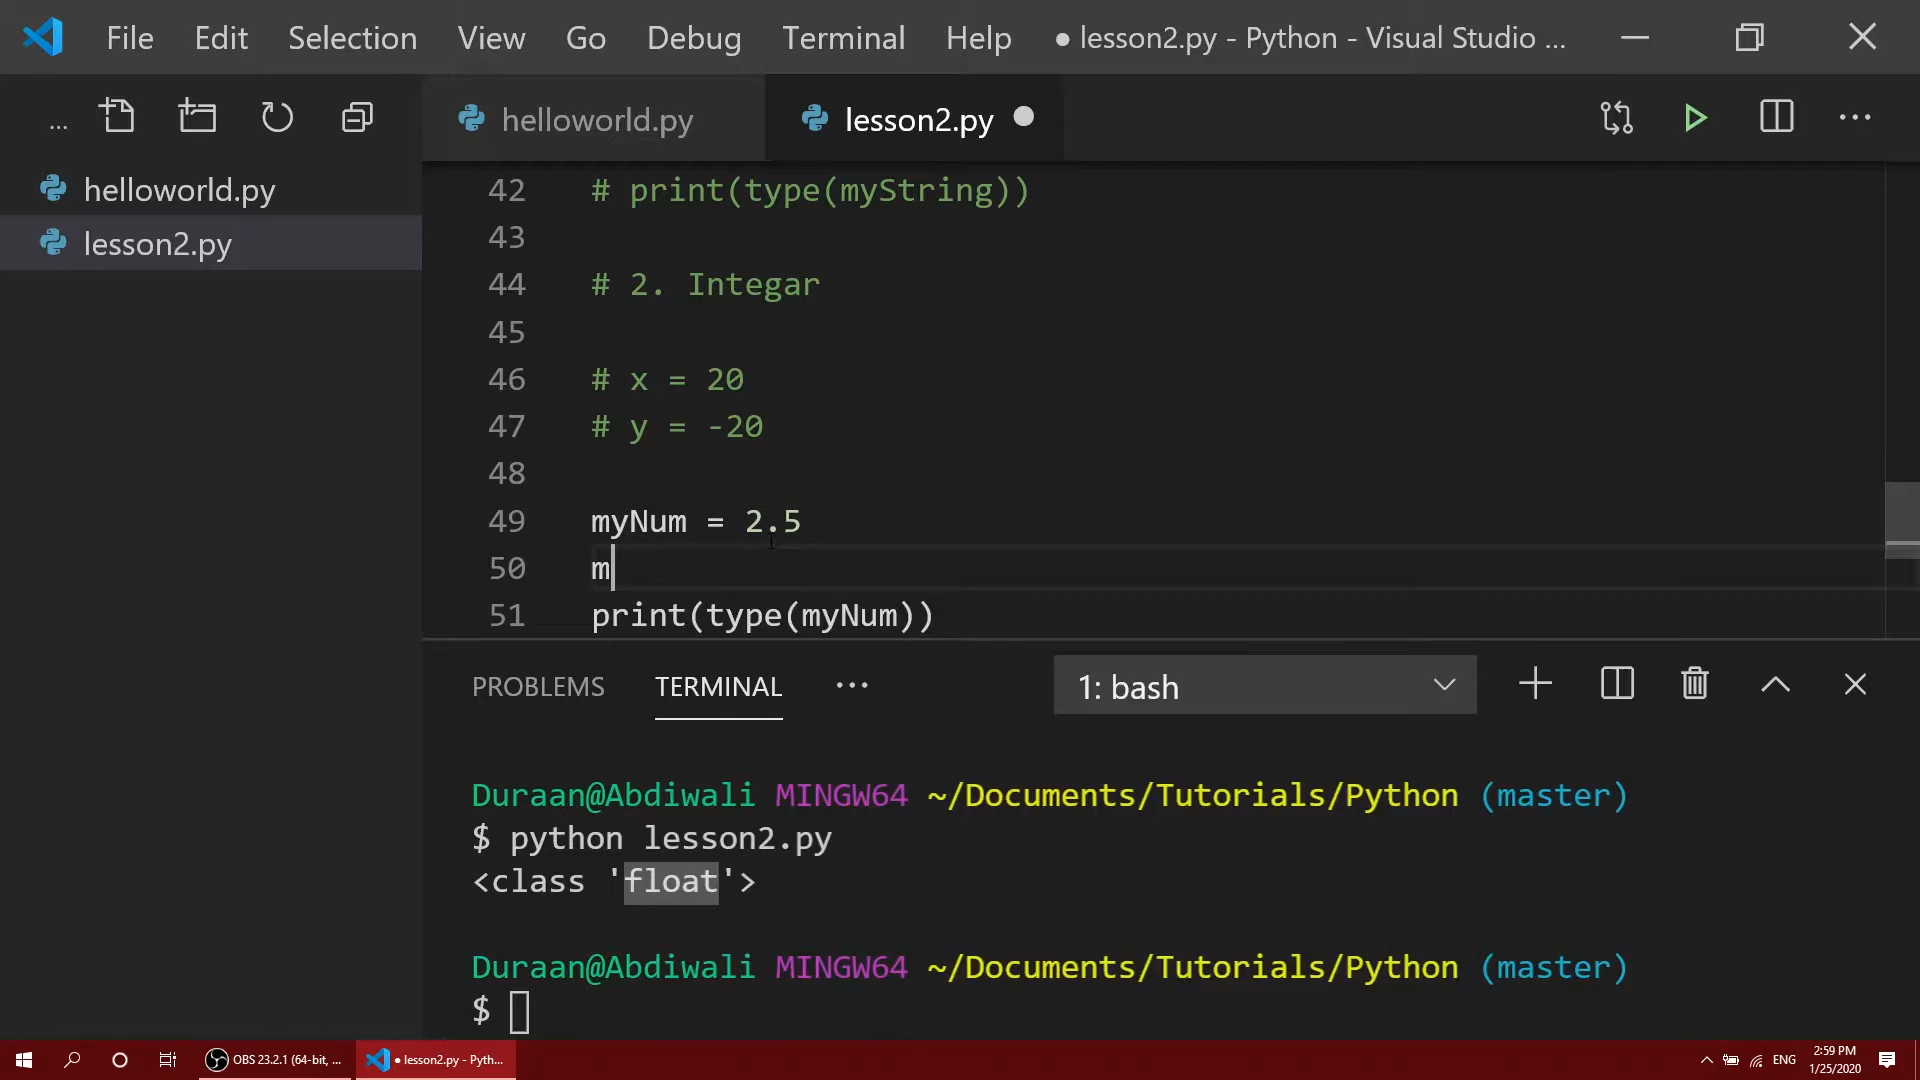 File Edit Selection View Go Debug Terminal Help ● lesson2.py - Python - Visual Studio ...
... helloworld.py lesson2.py
helloworld.py
lesson2.py
42 # print(type(myString))
43
44 # 2. Integar
45
46 # x = 20
47 # y = -20
48
49 myNum = 2.5
50 m
51 print(type(myNum))
PROBLEMS TERMINAL ... 1: bash
Duraan@Abdiwali MINGW64 ~/Documents/Tutorials/Python (master)
$ python lesson2.py
<class 'float'>
Duraan@Abdiwali MINGW64 ~/Documents/Tutorials/Python (master)
$
OBS 23.2.1 (64-bit, ... ● lesson2.py - Pyth... ENG 2:59 PM
1/25/2020